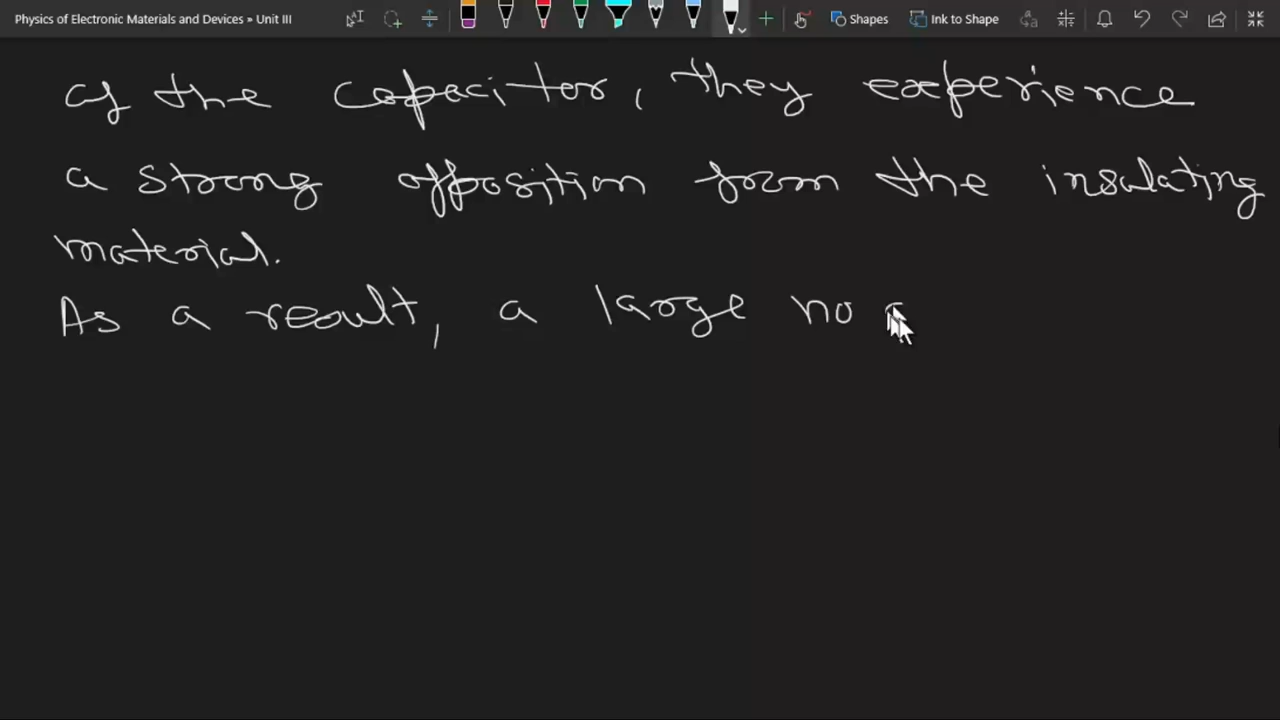 Physics of Electronic Materials and Devices » Unit III
Shapes
Ink to Shape
of the capacitor, they experience
a strong opposition from the insulating
material.
As a result, a large no